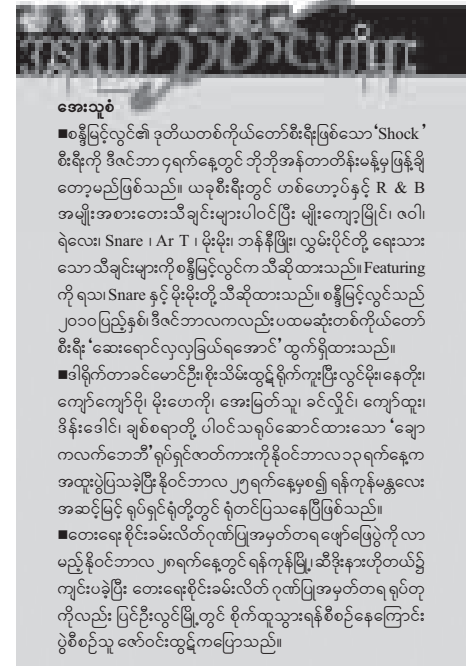 အေးသူစံ
■စန္ဒီမြင့်လွင်၏ ဒုတိယတစ်ကိုယ်တော်စီးရီးဖြစ်သော ‘Shock’
စီးရီးကို ဒီဇင်ဘာ ၄ရက်နေ့တွင် ဘိုဘိုအန်တာတိန်းမန့်မှဖြန့်ချိ
တော့မည်ဖြစ်သည်။ ယခုစီးရီးတွင် ဟစ်ဟော့ပ်နှင့် R & B
အမျိုးအစားတေးသီချင်းများပါဝင်ပြီး မျိုးကျော့မြိုင်၊ ဇဝါ၊
ရဲလေး၊ Snare ၊ Ar T ၊ မိုးမိုး၊ ဘန်နီဖြိုး၊ လွှမ်းပိုင်တို့ ရေးသား
သော သီချင်းများကိုစန္ဒီမြင့်လွင်က သီဆိုထားသည်။ Featuring
ကို ရသ၊ Snare နှင့် မိုးမိုးတို့ သီဆိုထားသည်။ စန္ဒီမြင့်လွင်သည်
၂၀၁၀ပြည့်နှစ်၊ ဒီဇင်ဘာလကလည်း ပထမဆုံးတစ်ကိုယ်တော်
စီးရီး ‘ဆေးရောင်လှလှခြယ်ရအောင်’ ထွက်ရှိထားသည်။
■ဒါရိုက်တာခင်မောင်ဦး၊စိုးသိမ်းထွဋ်ရိုက်ကူးပြီးလွင်မိုး၊နေတိုး၊
ကျော်ကျော်ဗို၊ မိုးဟေကို၊ အေးမြတ်သူ၊ ခင်လှိုင်၊ ကျော်ထူး၊
ဒိန်းဒေါင်၊ ချစ်စရာတို့ ပါဝင်သရုပ်ဆောင်ထားသော ‘ချော
ကလက်ဘေဘီ’ ရုပ်ရှင်ဇာတ်ကားကိုနိုဝင်ဘာလ ၁၃ ရက်နေ့က
အထူးပွဲပြသခဲ့ပြီး နိုဝင်ဘာလ ၂၅ရက်နေ့မှစ၍ ရန်ကုန်မန္တလေး
အဆင့်မြင့် ရုပ်ရှင်ရုံတို့တွင် ရုံတင်ပြသနေပြီဖြစ်သည်။
■တေးရေး စိုင်းခမ်းလိတ်ဂုဏ်ပြုအမှတ်တရ ဖျော်ဖြေပွဲကို လာ
မည့် နိုဝင်ဘာလ ၂၈ရက်နေ့တွင် ရန်ကုန်မြို့၊ ဆီဒိုးနားဟိုတယ်၌
ကျင်းပခဲ့ပြီး တေးရေးစိုင်းခမ်းလိတ် ဂုဏ်ပြုအမှတ်တရ ရုပ်တု
ကိုလည်း ပြင်ဦးလွင်မြို့တွင် စိုက်ထူသွားရန်စီစဉ်နေကြောင်း
ပွဲစီစဉ်သူ ဇော်ဝင်းထွဋ်ကပြောသည်။